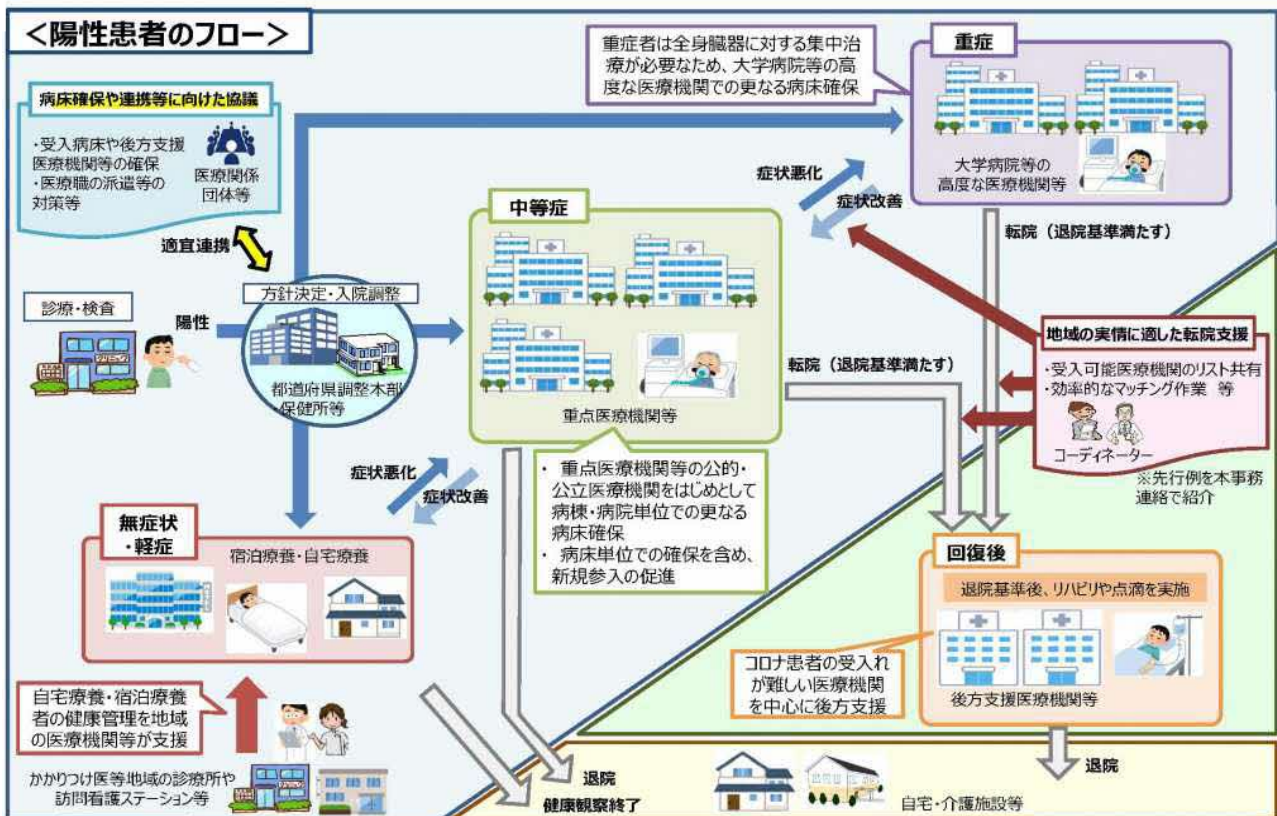 ＜陽性患者のフロー＞
病床確保や連携等に向けた協議
・受入病床や後方支援
医療機関等の確保
・医療職の派遣等の
対策等
医療関係
団体等
適宜連携
診療・検査
クリニック
陽性
方針決定・入院調整
都道府県調整本部
・保健所等
重症者は全身臓器に対する集中治
療が必要なため、大学病院等の高
度な医療機関での更なる病床確保
重症
大学病院等の
高度な医療機関等
症状悪化
症状改善
中等症
重点医療機関等
・ 重点医療機関等の公的・
公立医療機関をはじめとして
病棟・病院単位での更なる
病床確保
・ 病床単位での確保を含め、
新規参入の促進
転院（退院基準満たす）
転院（退院基準満たす）
地域の実情に適した転院支援
・受入可能医療機関のリスト共有
・効率的なマッチング作業 等
コーディネーター
※先行例を本事務
連絡で紹介
症状悪化
症状改善
無症状
・軽症
宿泊療養・自宅療養
自宅療養・宿泊療養
者の健康管理を地域
の医療機関等が支援
かかりつけ医等地域の診療所や
訪問看護ステーション等
回復後
退院基準後、リハビリや点滴を実施
後方支援医療機関等
コロナ患者の受入れ
が難しい医療機関
を中心に後方支援
退院
健康観察終了
退院
自宅・介護施設等